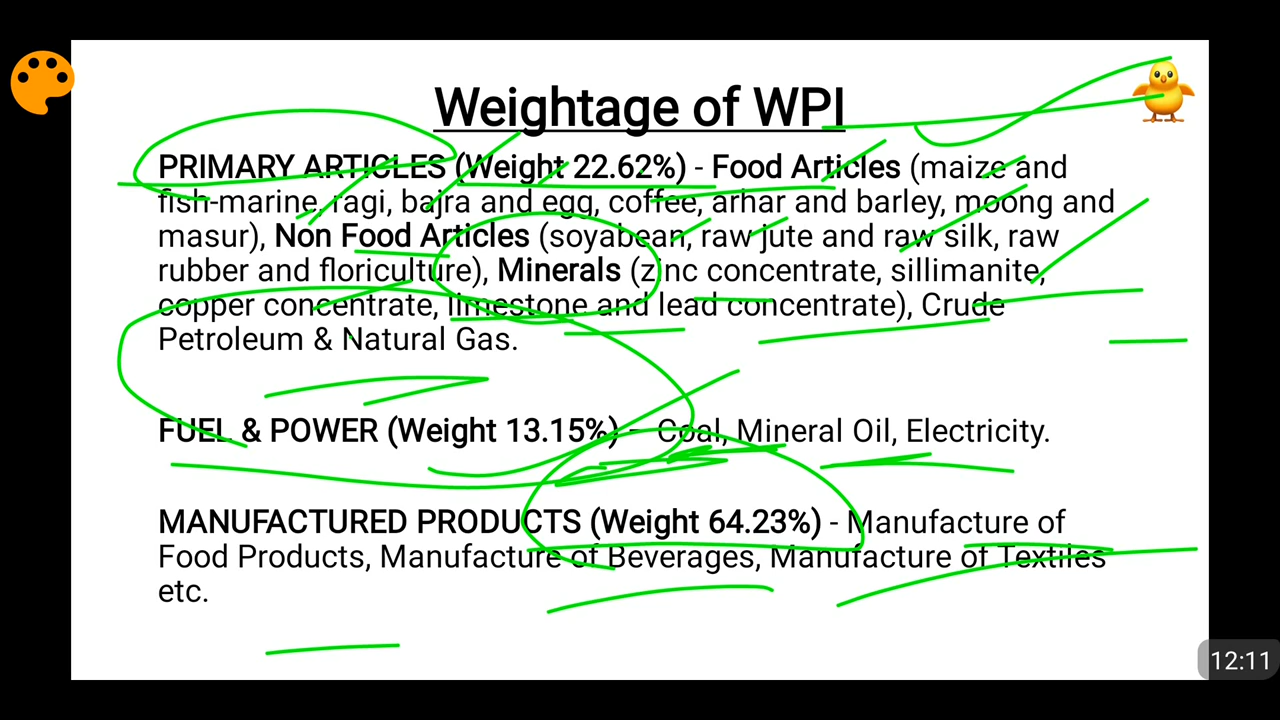 Weightage of WPI
PRIMARY ARTICLES (Weight 22.62%) - Food Articles (maize and
fish-marine, ragi, bajra and egg, coffee, arhar and barley, moong and
masur), Non Food Articles (soyabean, raw jute and raw silk, raw
rubber and floriculture), Minerals (zinc concentrate, sillimanite,
copper concentrate, limestone and lead concentrate), Crude
Petroleum & Natural Gas.
FUEL & POWER (Weight 13.15%) – Coal, Mineral Oil, Electricity.
MANUFACTURED PRODUCTS (Weight 64.23%) - Manufacture of
Food Products, Manufacture of Beverages, Manufacture of Textiles
etc.
12:11